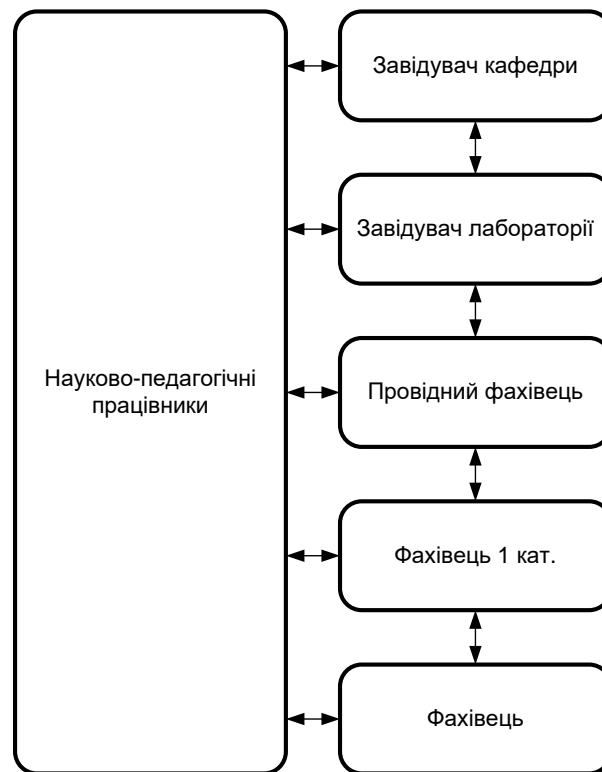 Завідувач кафедри
Завідувач лабораторії
Науково-педагогічні
працівники
Провідний фахівець
Фахівець 1 кат.
Фахівець